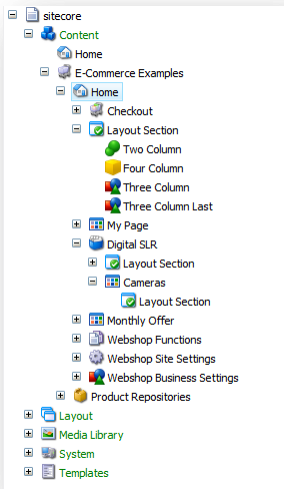 sitecore
Content
Home
E-Commerce Examples
Home
Checkout
Layout Section
Two Column
Four Column
Three Column
Three Column Last
My Page
Digital SLR
Layout Section
Cameras
Layout Section
Monthly Offer
Webshop Functions
Webshop Site Settings
Webshop Business Settings
Product Repositories
Layout
Media Library
System
Templates